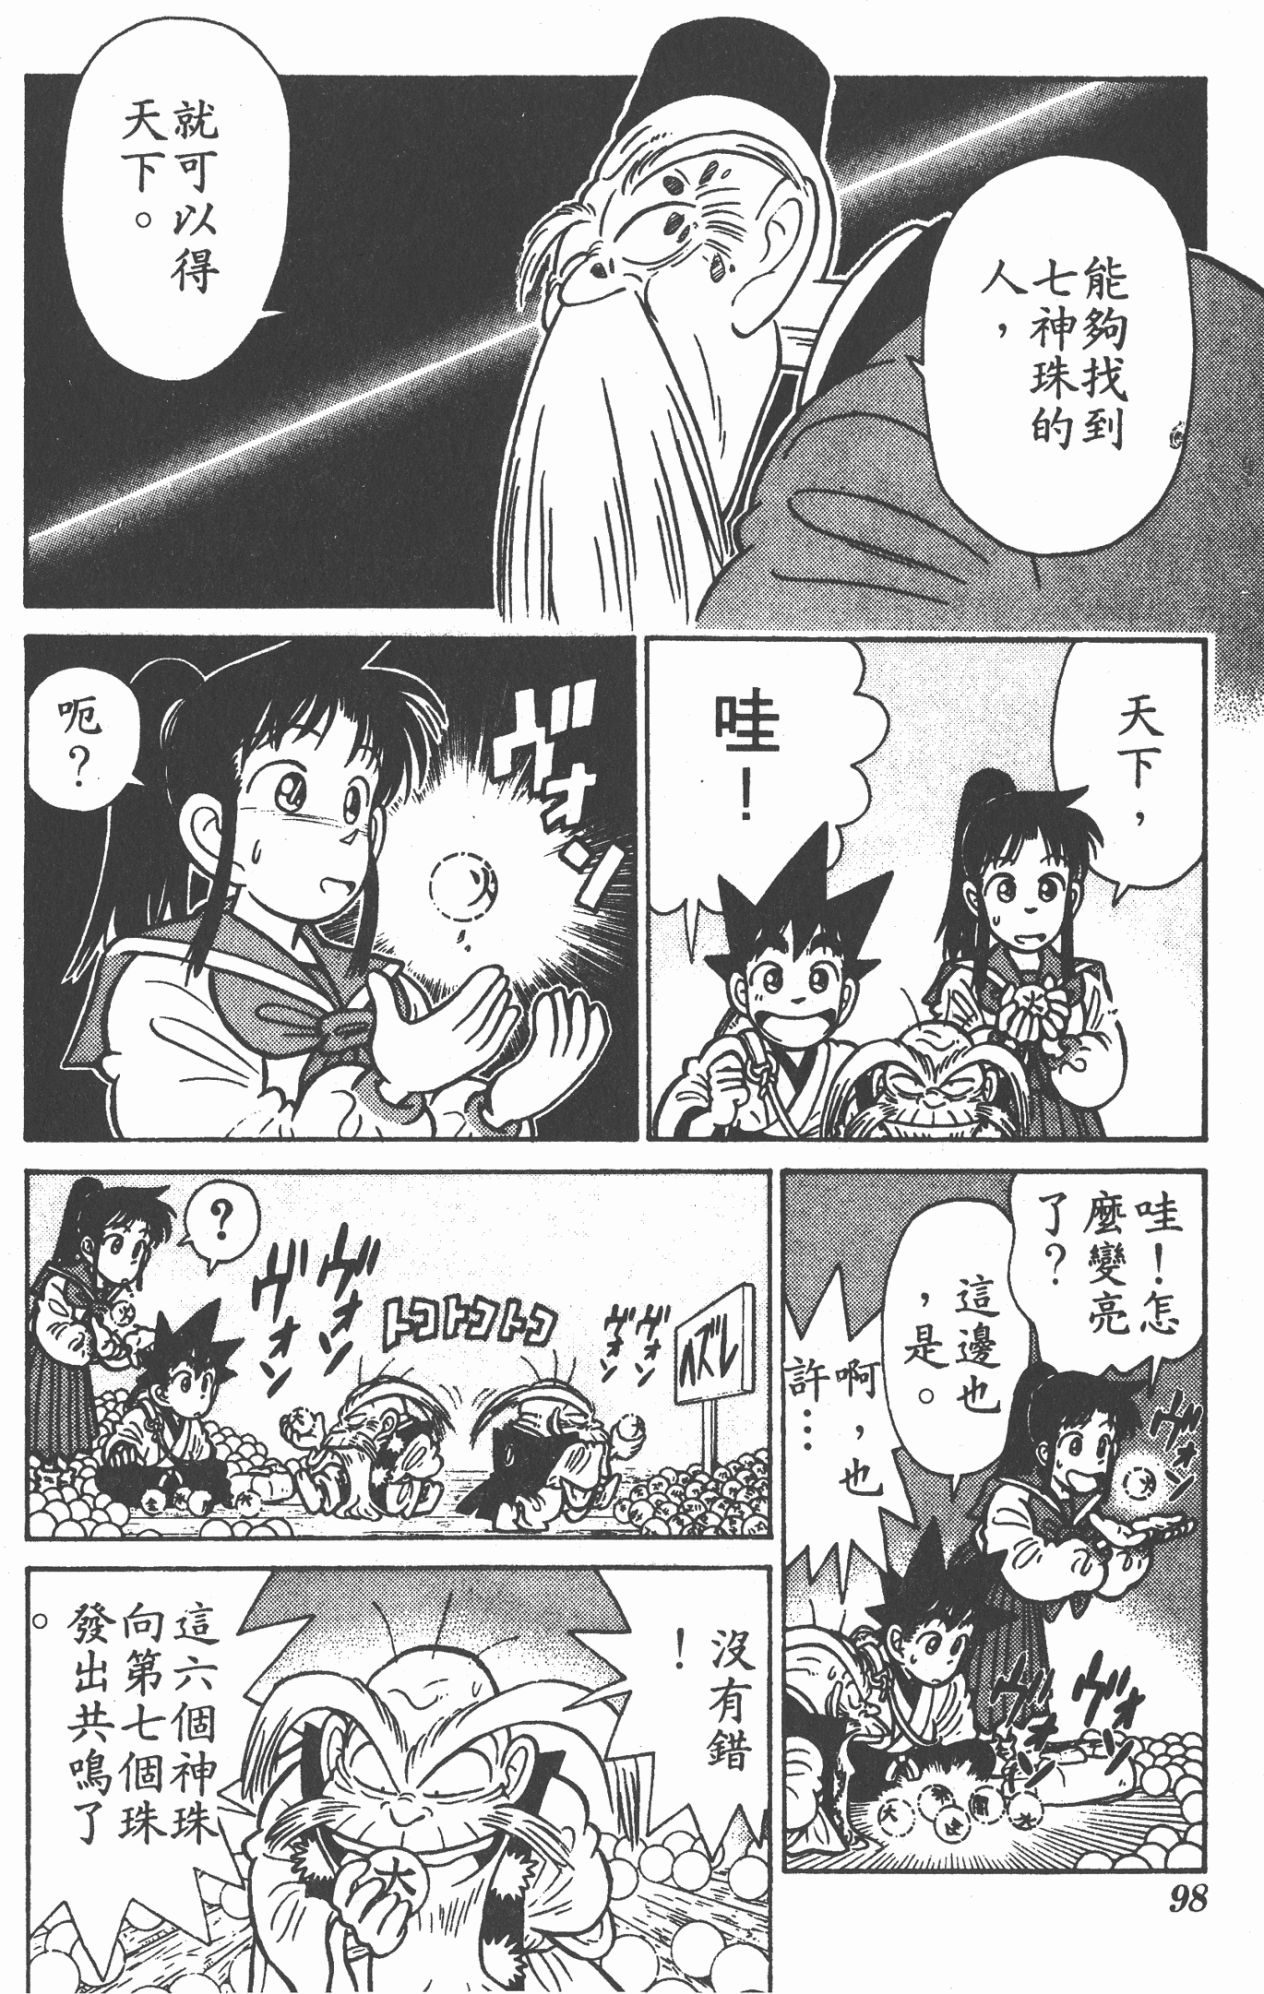 能夠找到
七神珠的
人，
就可以得
天下。
天下，
哇！
ヴォン
呃？
哇！怎
麼變亮
了？
這邊也
是。
啊，也
許…
ヴォン
ヴォン
ヴォン
大
水
ハズレ
ヴォン
ヴォン
トコトコトコ
ヴォン
ヴォン
？
沒有錯
！
這六個神珠
向第七個珠
發出共鳴了
。
大
98